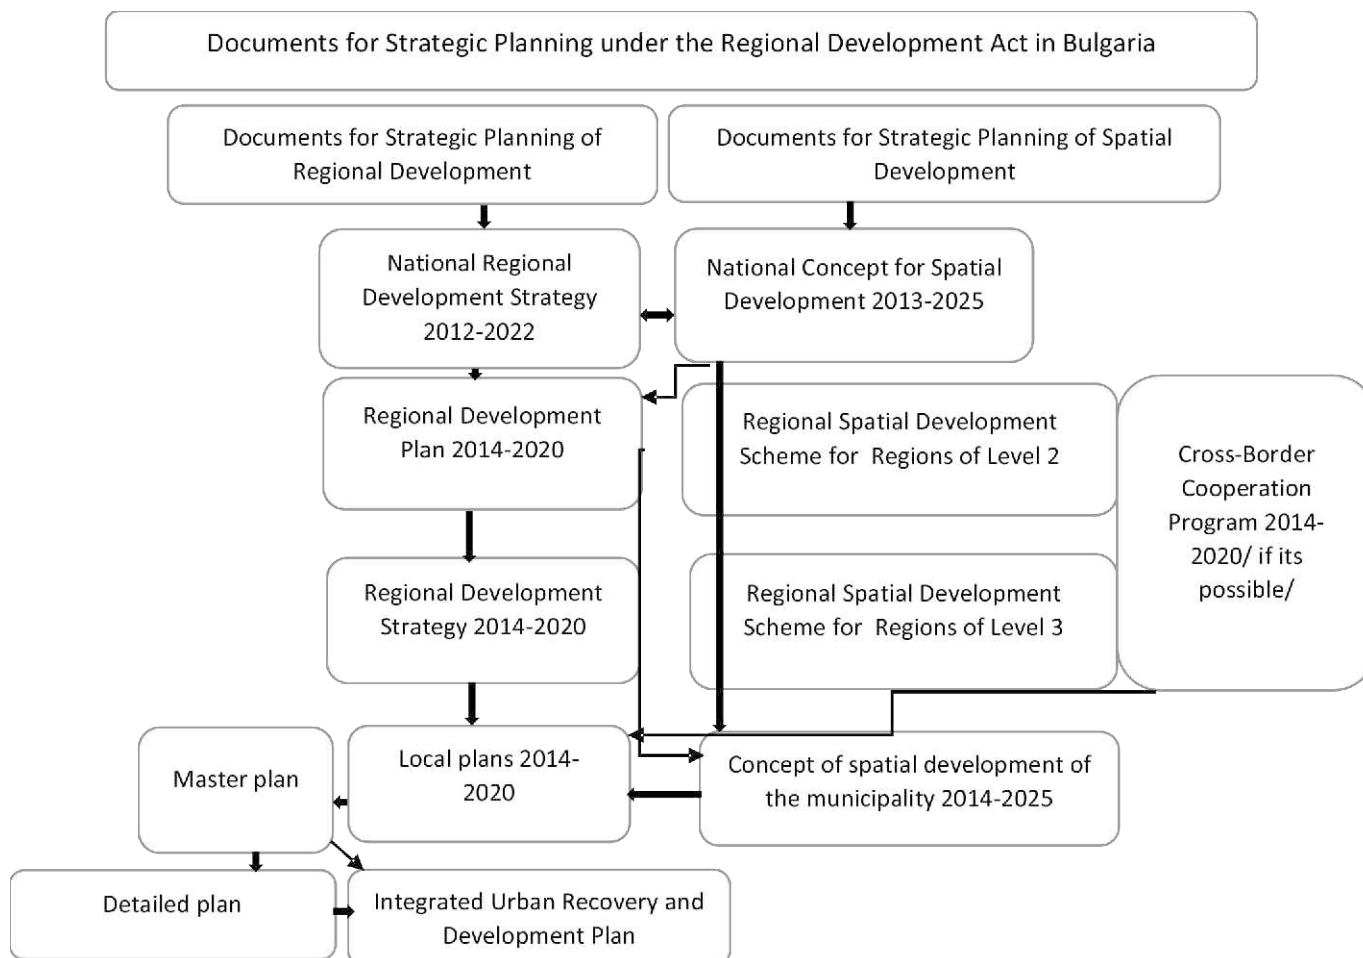 Documents for Strategic Planning under the Regional Development Act in Bulgaria
Documents for Strategic Planning of
Regional Development
Documents for Strategic Planning of Spatial
Development
National Regional
Development Strategy
2012-2022
National Concept for Spatial
Development 2013-2025
Regional Development
Plan 2014-2020
Regional Spatial Development
Scheme for Regions of Level 2
Cross-Border
Cooperation
Program 2014-
2020/ if its
possible/
Regional Development
Strategy 2014-2020
Regional Spatial Development
Scheme for Regions of Level 3
Master plan
Local plans 2014-
2020
Concept of spatial development of
the municipality 2014-2025
Detailed plan
Integrated Urban Recovery and
Development Plan